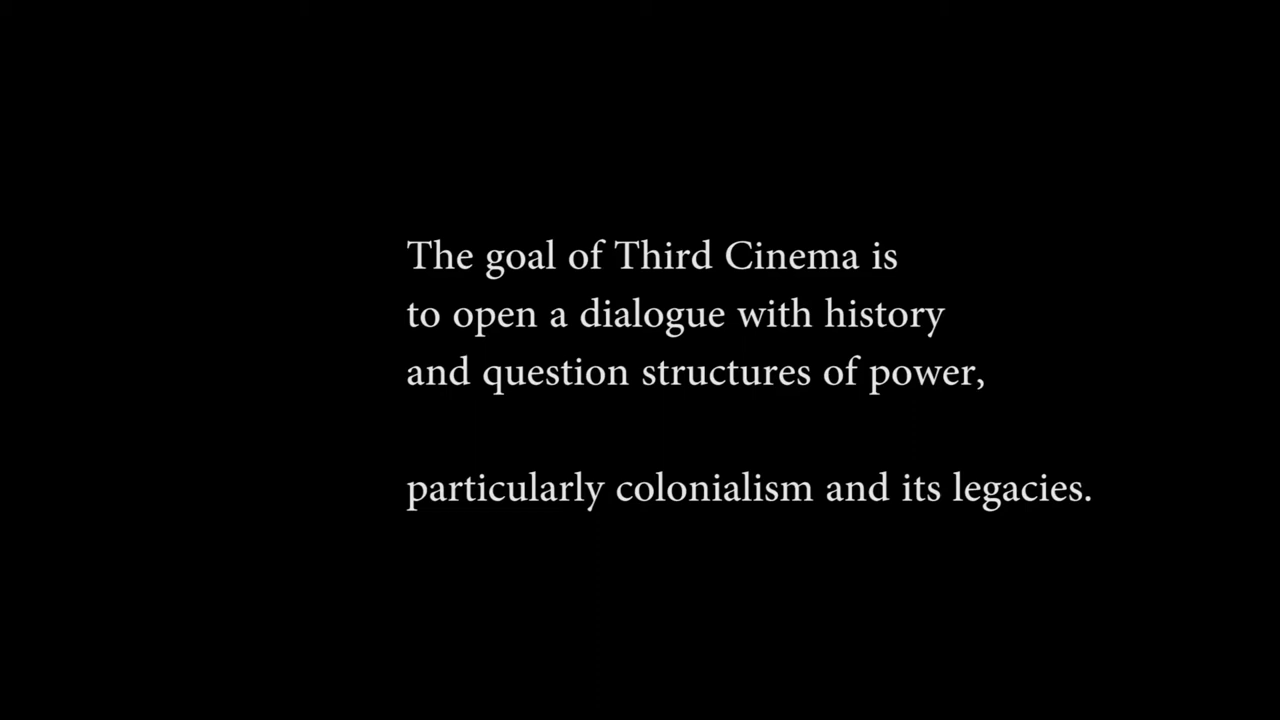 The goal of Third Cinema is
to open a dialogue with history
and question structures of power,
particularly colonialism and its legacies.